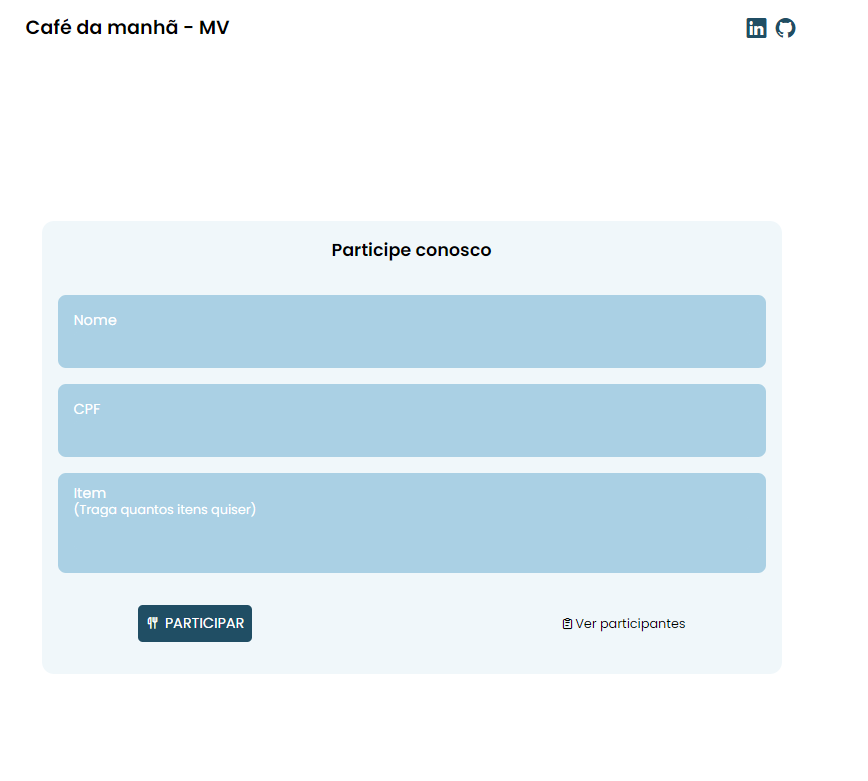 Café da manhã - MV
Participe conosco
Nome
CPF
Item
(Traga quantos itens quiser)
PARTICIPAR
Ver participantes